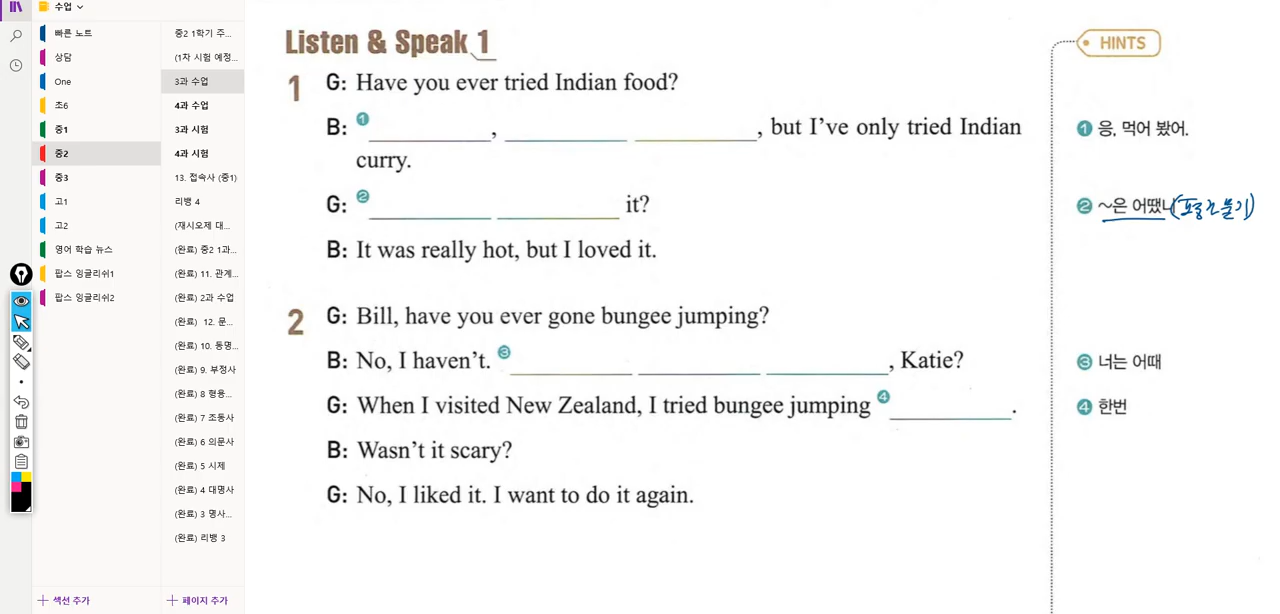 수업
빠른 노트
상담
One
초6
중1
중2
중3
고1
고2
영어 학습 뉴스
팝스 잉글리쉬1
팝스 잉글리쉬2
섹션 추가
중2 1학기 주...
(1차 시험 예정...
3과 수업
4과 수업
3과 시험
4과 시험
13. 접속사 (중1)
리뱅 4
(재시오제 대...
(완료) 중2 1과...
(완료) 11. 관계...
(완료) 2과 수업
(완료) 12. 문...
(완료) 10. 동명...
(완료) 9. 부정사
(완료) 8 형용...
(완료) 7 조동사
(완료) 6 의문사
(완료) 5 시제
(완료) 4 대명사
(완료) 3 명사...
(완료) 리뱅 3
페이지 추가
Listen & Speak 1
1 G: Have you ever tried Indian food?
B: ① ________, ________ ________, but I've only tried Indian
curry.
G: ② ________ ________ it?
B: It was really hot, but I loved it.
2 G: Bill, have you ever gone bungee jumping?
B: No, I haven't. ③ ________ ________ ________, Katie?
G: When I visited New Zealand, I tried bungee jumping ④ ________.
B: Wasn't it scary?
G: No, I liked it. I want to do it again.
HINTS
① 응, 먹어 봤어.
② ~은 어땠니
③ 너는 어때
④ 한번